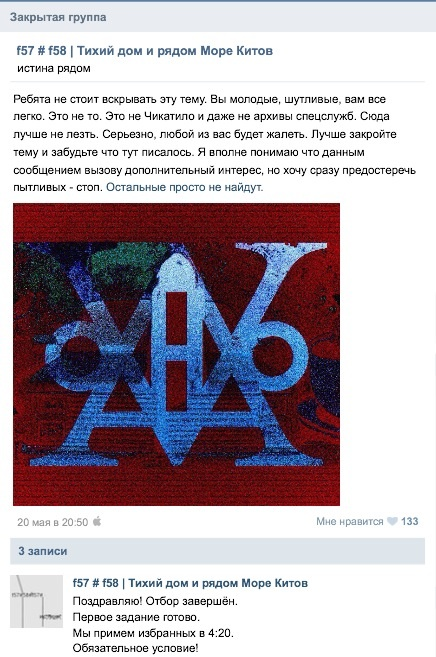 Закрытая группа
f57 # f58 | Тихий дом и рядом Море Китов
истина рядом
Ребята не стоит вскрывать эту тему. Вы молодые, шутливые, вам все
легко. Это не то. Это не Чикатило и даже не архивы спецслужб. Сюда
лучше не лезть. Серьезно, любой из вас будет жалеть. Лучше закройте
тему и забудьте что тут писалось. Я вполне понимаю что данным
сообщением вызову дополнительный интерес, но хочу сразу предостеречь
пытливых - стоп. Остальные просто не найдут.
20 мая в 20:50
Мне нравится 133
3 записи
f57 # f58 | Тихий дом и рядом Море Китов
Поздравляю! Отбор завершён.
Первое задание готово.
Мы примем избранных в 4:20.
Обязательное условие!